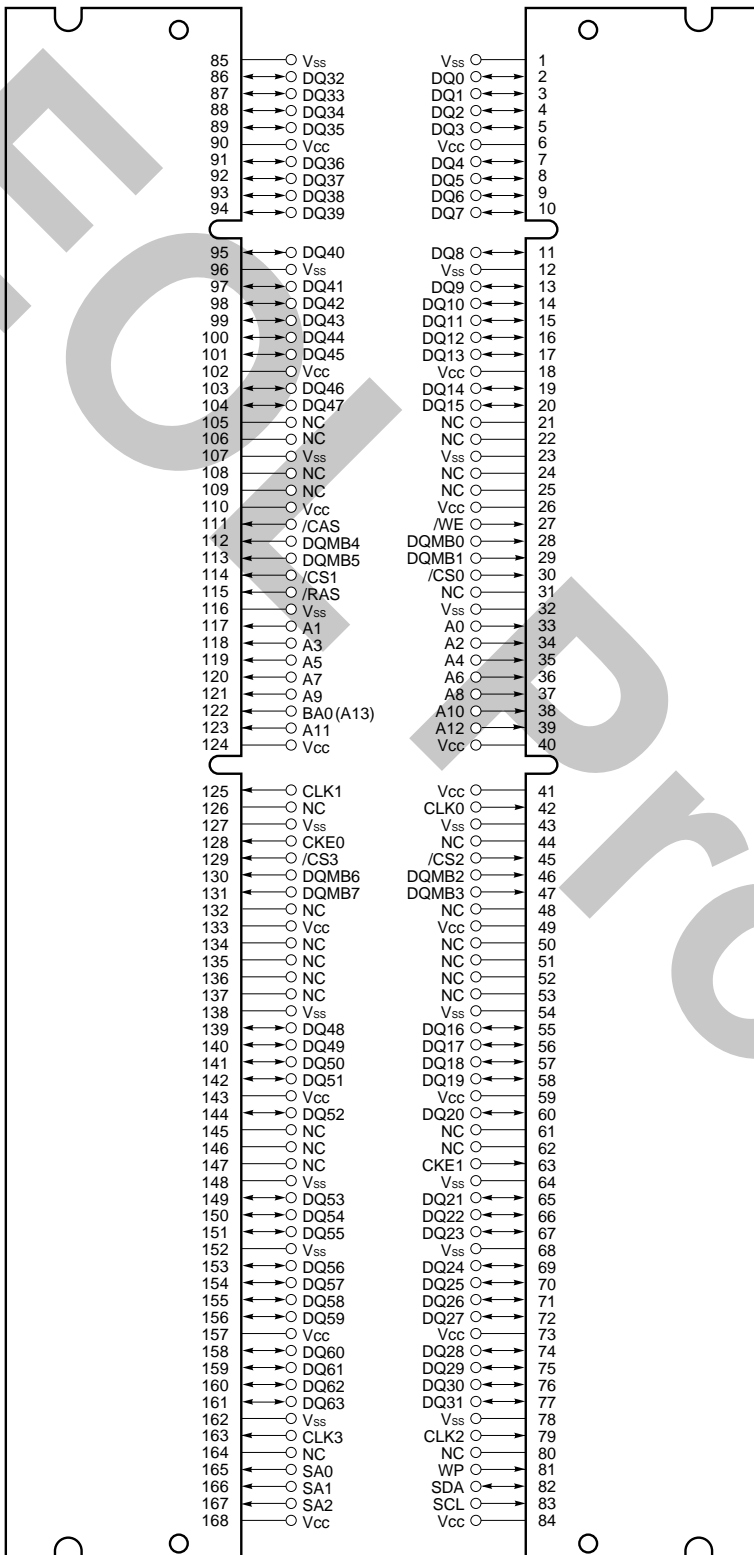 85 Vss Vss 1
86 DQ32 DQ0 2
87 DQ33 DQ1 3
88 DQ34 DQ2 4
89 DQ35 DQ3 5
90 Vcc Vcc 6
91 DQ36 DQ4 7
92 DQ37 DQ5 8
93 DQ38 DQ6 9
94 DQ39 DQ7 10
95 DQ40 DQ8 11
96 Vss Vss 12
97 DQ41 DQ9 13
98 DQ42 DQ10 14
99 DQ43 DQ11 15
100 DQ44 DQ12 16
101 DQ45 DQ13 17
102 Vcc Vcc 18
103 DQ46 DQ14 19
104 DQ47 DQ15 20
105 NC NC 21
106 NC NC 22
107 Vss Vss 23
108 NC NC 24
109 NC NC 25
110 Vcc Vcc 26
111 /CAS /WE 27
112 DQMB4 DQMB0 28
113 DQMB5 DQMB1 29
114 /CS1 /CS0 30
115 /RAS NC 31
116 Vss Vss 32
117 A1 A0 33
118 A3 A2 34
119 A5 A4 35
120 A7 A6 36
121 A9 A8 37
122 BA0 (A13) A10 38
123 A11 A12 39
124 Vcc Vcc 40
125 CLK1 Vcc 41
126 NC CLK0 42
127 Vss Vss 43
128 CKE0 NC 44
129 /CS3 /CS2 45
130 DQMB6 DQMB2 46
131 DQMB7 DQMB3 47
132 NC NC 48
133 Vcc Vcc 49
134 NC NC 50
135 NC NC 51
136 NC NC 52
137 NC NC 53
138 Vss Vss 54
139 DQ48 DQ16 55
140 DQ49 DQ17 56
141 DQ50 DQ18 57
142 DQ51 DQ19 58
143 Vcc Vcc 59
144 DQ52 DQ20 60
145 NC NC 61
146 NC NC 62
147 NC CKE1 63
148 Vss Vss 64
149 DQ53 DQ21 65
150 DQ54 DQ22 66
151 DQ55 DQ23 67
152 Vss Vss 68
153 DQ56 DQ24 69
154 DQ57 DQ25 70
155 DQ58 DQ26 71
156 DQ59 DQ27 72
157 Vcc Vcc 73
158 DQ60 DQ28 74
159 DQ61 DQ29 75
160 DQ62 DQ30 76
161 DQ63 DQ31 77
162 Vss Vss 78
163 CLK3 CLK2 79
164 NC NC 80
165 SA0 WP 81
166 SA1 SDA 82
167 SA2 SCL 83
168 Vcc Vcc 84
EOL Pro